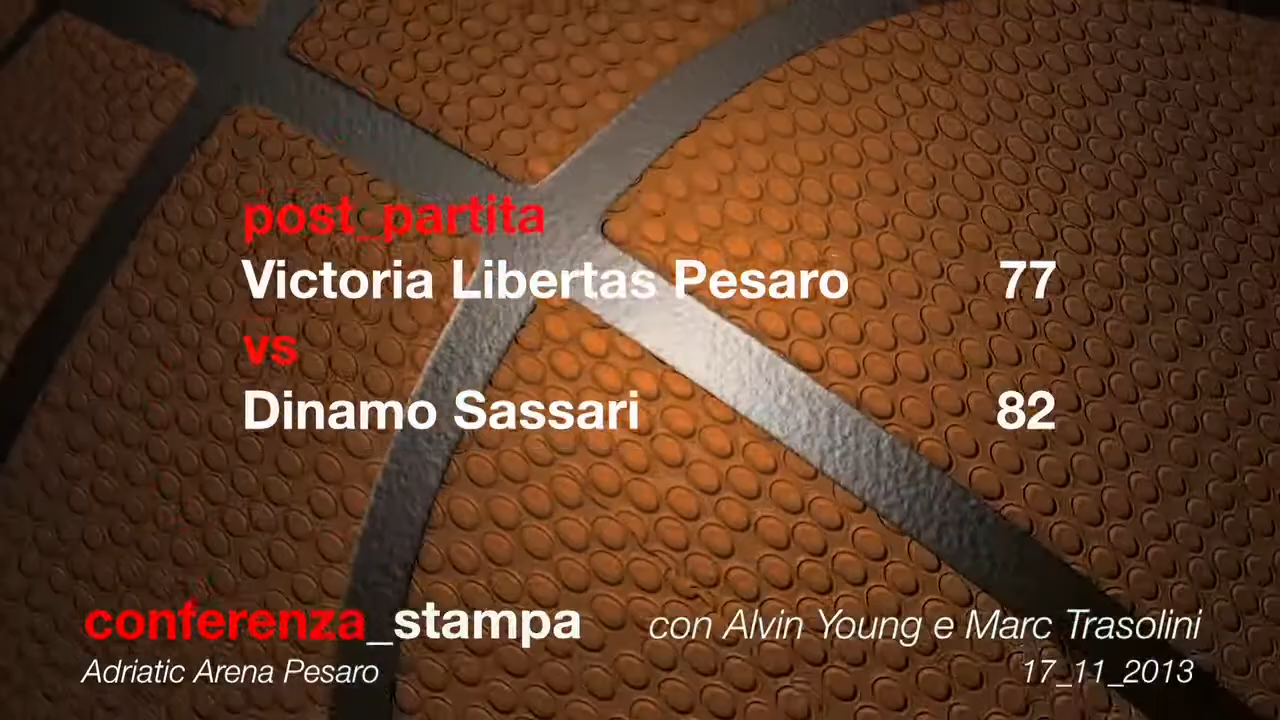 post_partita
Victoria Libertas Pesaro 77
vs
Dinamo Sassari 82
conferenza_stampa con Alvin Young e Marc Trasolini
Adriatic Arena Pesaro 17_11_2013